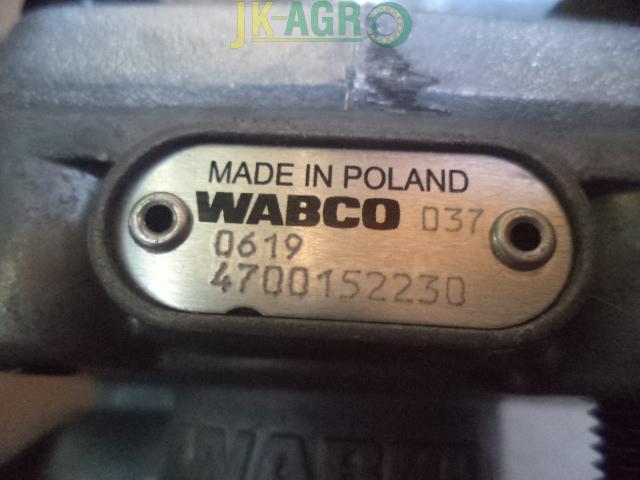 JK-AGRO
MADE IN POLAND
WABCO 037
0619
4700152230
WABCO